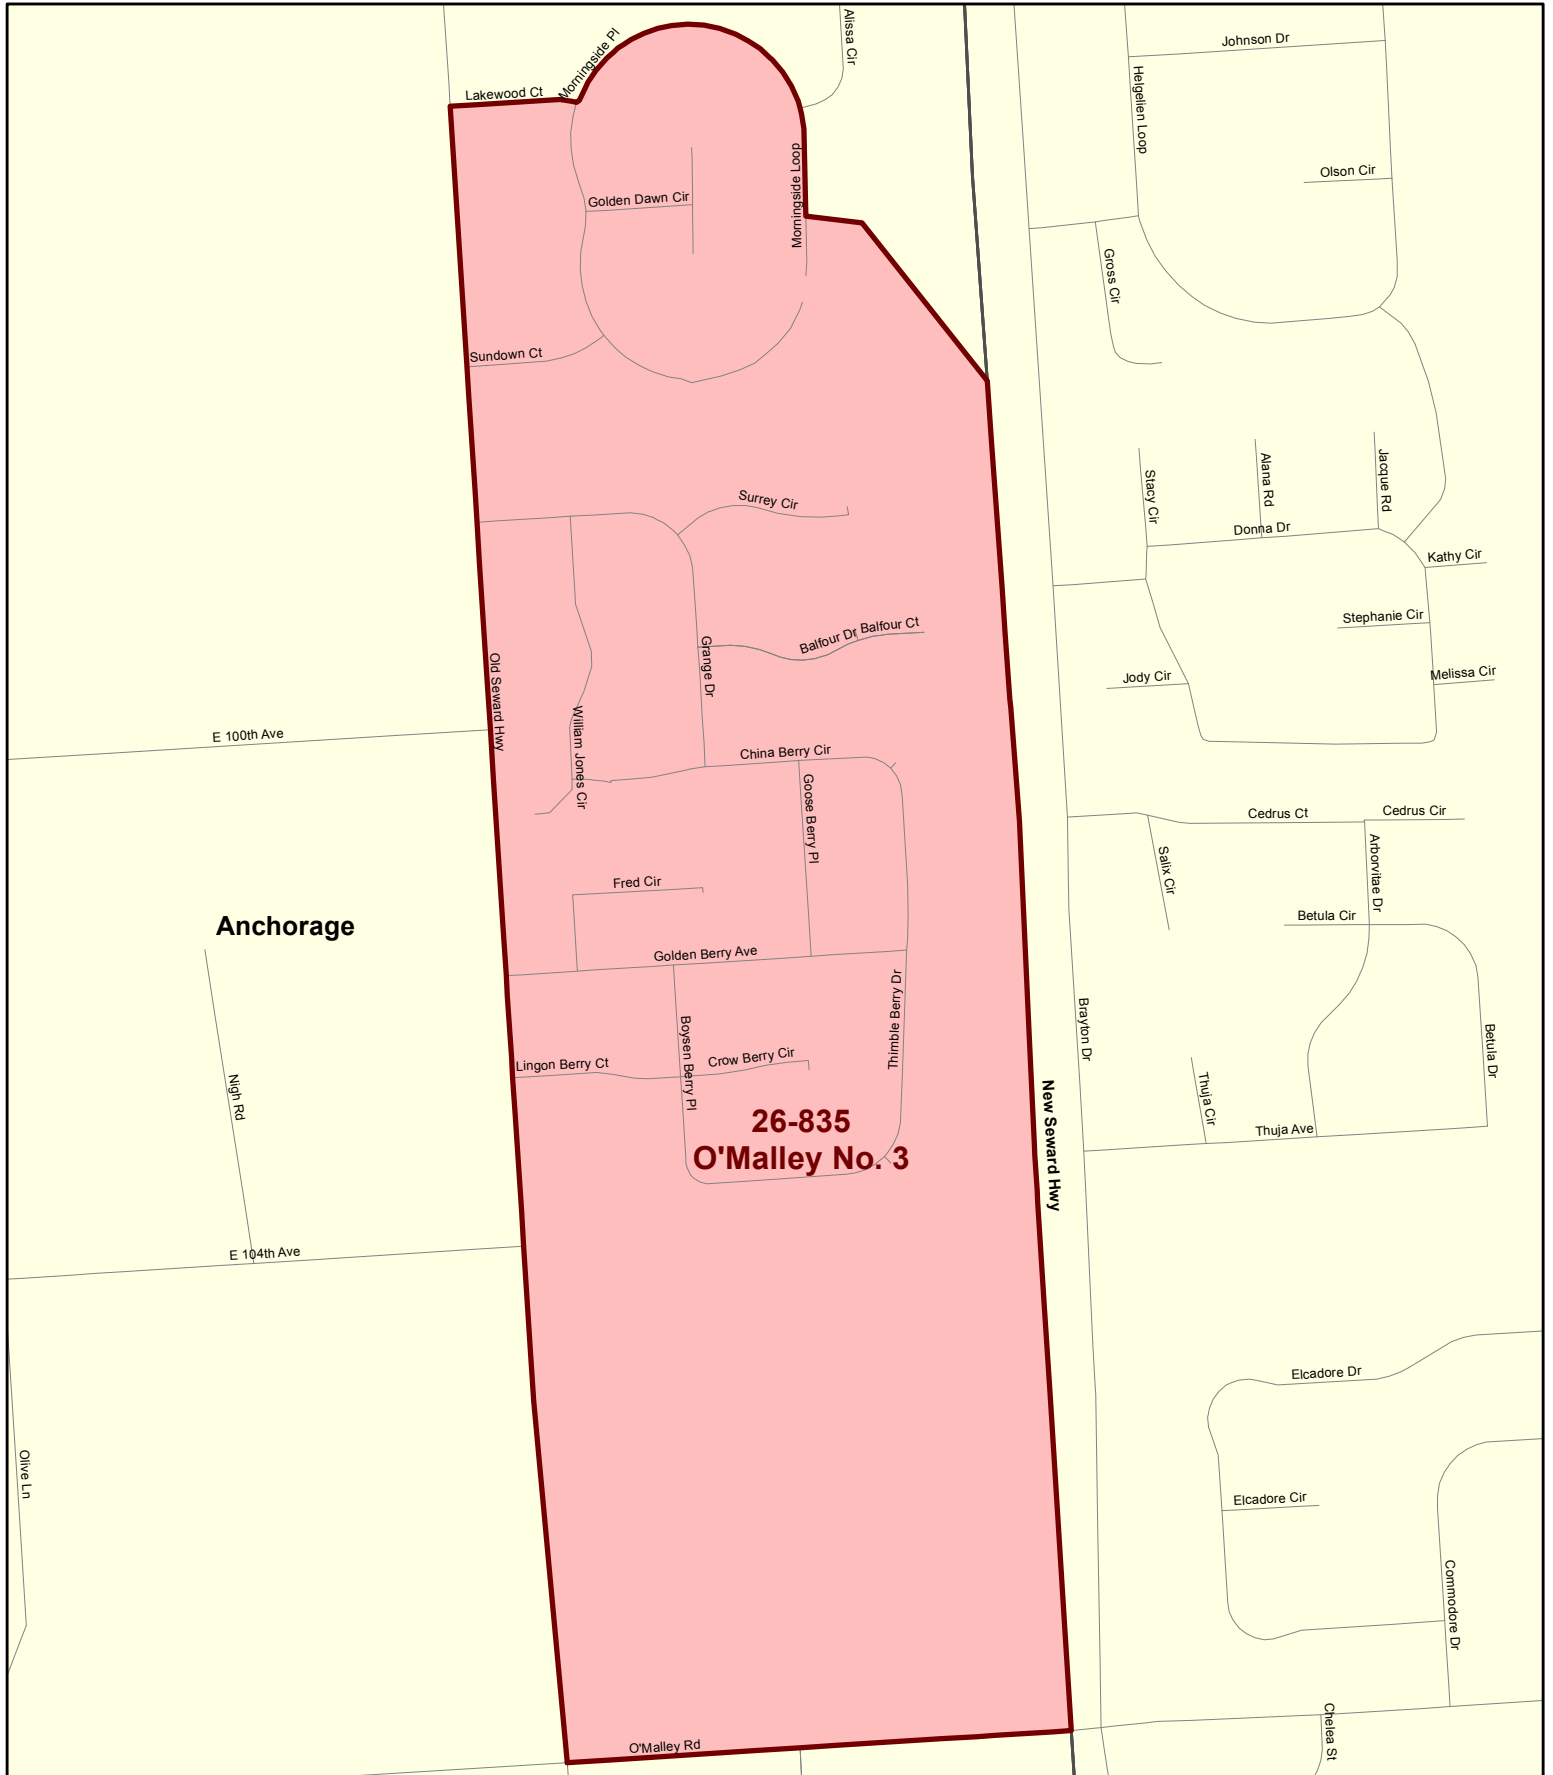 Morningside Pl
Alissa Cir
Johnson Dr
Lakewood Ct
Helgelien Loop
Olson Cir
Golden Dawn Cir
Morningside Loop
Gross Cir
Sundown Ct
Surrey Cir
Stacy Cir
Alana Rd
Jacque Rd
Donna Dr
Kathy Cir
Stephanie Cir
Balfour Dr
Balfour Ct
Grange Dr
Old Seward Hwy
Jody Cir
Melissa Cir
E 100th Ave
William Jones Cir
China Berry Cir
Goose Berry Pl
Cedrus Ct
Cedrus Cir
Salix Cir
Arborvitae Dr
Fred Cir
Anchorage
Betula Cir
Golden Berry Ave
Thimble Berry Dr
Brayton Dr
Betula Dr
Boysen Berry Pl
Lingon Berry Ct
Crow Berry Cir
Nigh Rd
Thuja Cir
New Seward Hwy
26-835
O'Malley No. 3
Thuja Ave
E 104th Ave
Elcadore Dr
Olive Ln
Elcadore Cir
Commodore Dr
O'Malley Rd
Chelea St